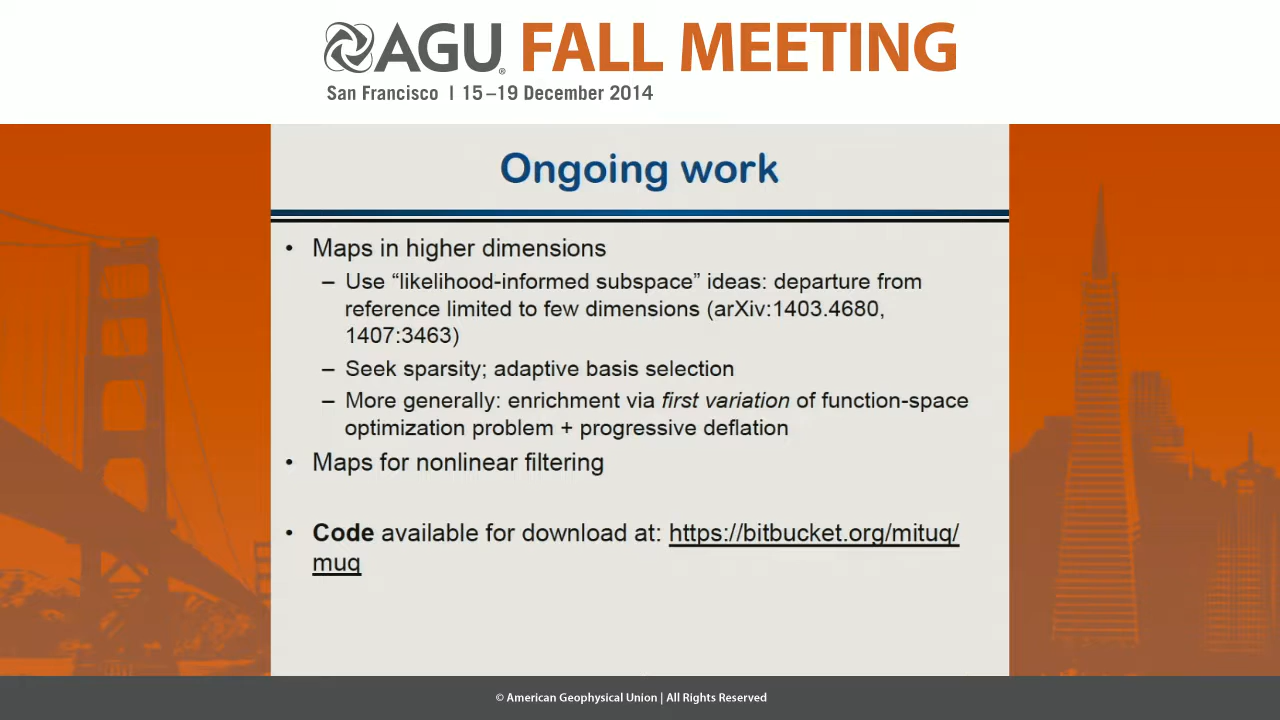 AGU® FALL MEETING
San Francisco | 15–19 December 2014
Ongoing work
• Maps in higher dimensions
– Use “likelihood-informed subspace” ideas: departure from
reference limited to few dimensions (arXiv:1403.4680,
1407:3463)
– Seek sparsity; adaptive basis selection
– More generally: enrichment via first variation of function-space
optimization problem + progressive deflation
• Maps for nonlinear filtering
• Code available for download at: https://bitbucket.org/mituq/
muq
© American Geophysical Union | All Rights Reserved